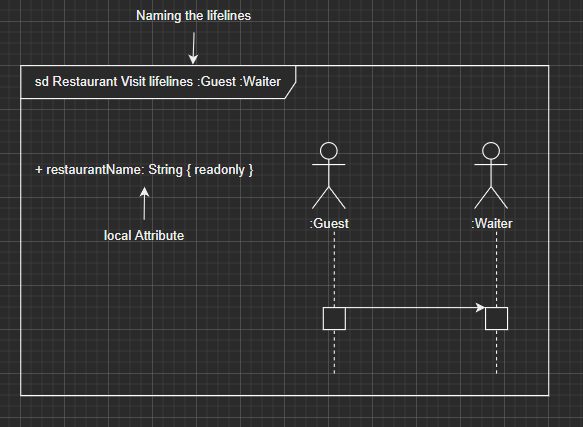 Naming the lifelines
sd Restaurant Visit lifelines :Guest :Waiter
+ restaurantName: String { readonly }
local Attribute
:Guest
:Waiter